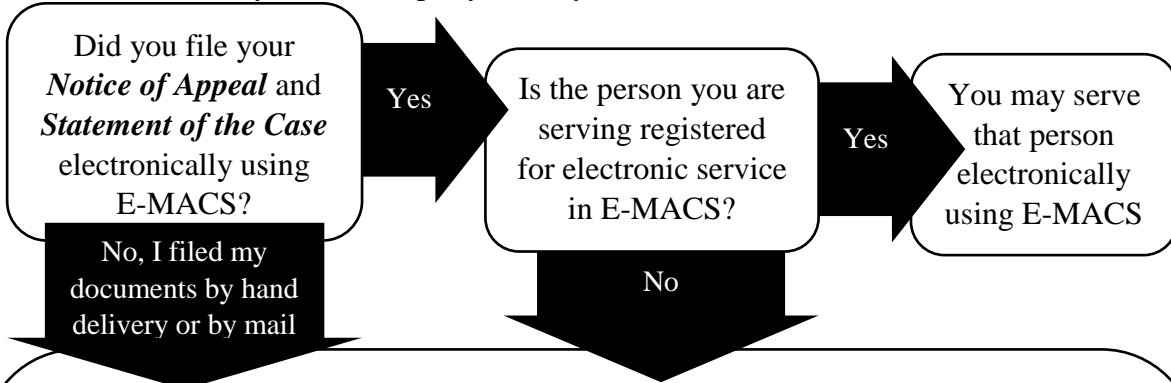 Did you file your
Notice of Appeal and
Statement of the Case
electronically using
E-MACS?
Yes
Is the person you are
serving registered
for electronic service
in E-MACS?
Yes
You may serve
that person
electronically
using E-MACS
No, I filed my
documents by hand
delivery or by mail
No